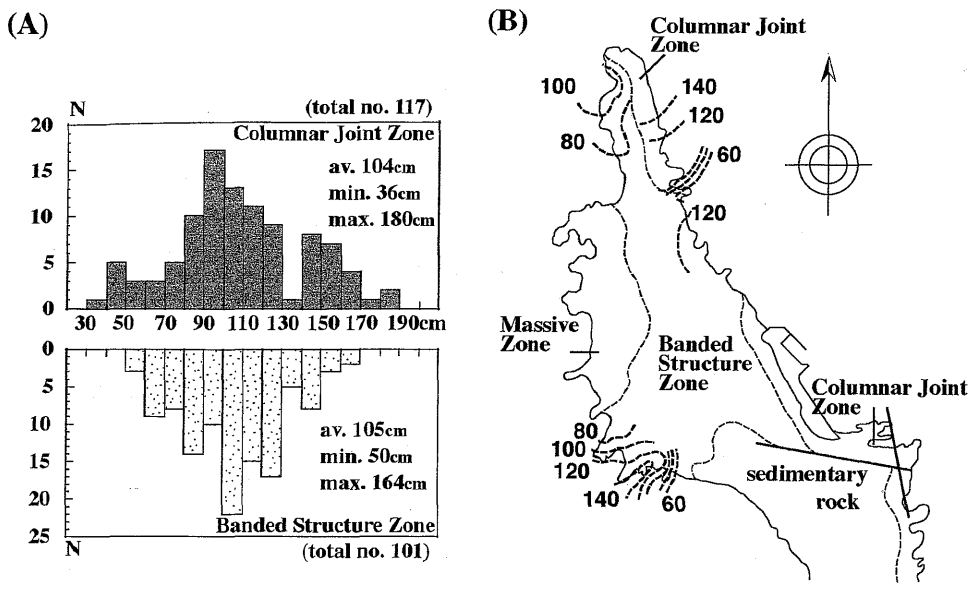 (A)
N
(total no. 117)
20
15
10
5
0
Columnar Joint Zone
av. 104cm
min. 36cm
max. 180cm
30 50 70 90 110 130 150 170 190cm
0
5
10
15
20
25
av. 105cm
min. 50cm
max. 164cm
Banded Structure Zone
N
(total no. 101)
(B)
Columnar Joint
Zone
100
140
120
80
60
120
Massive
Zone
Banded
Structure
Zone
Columnar Joint
Zone
80
100
120
140
60
sedimentary
rock